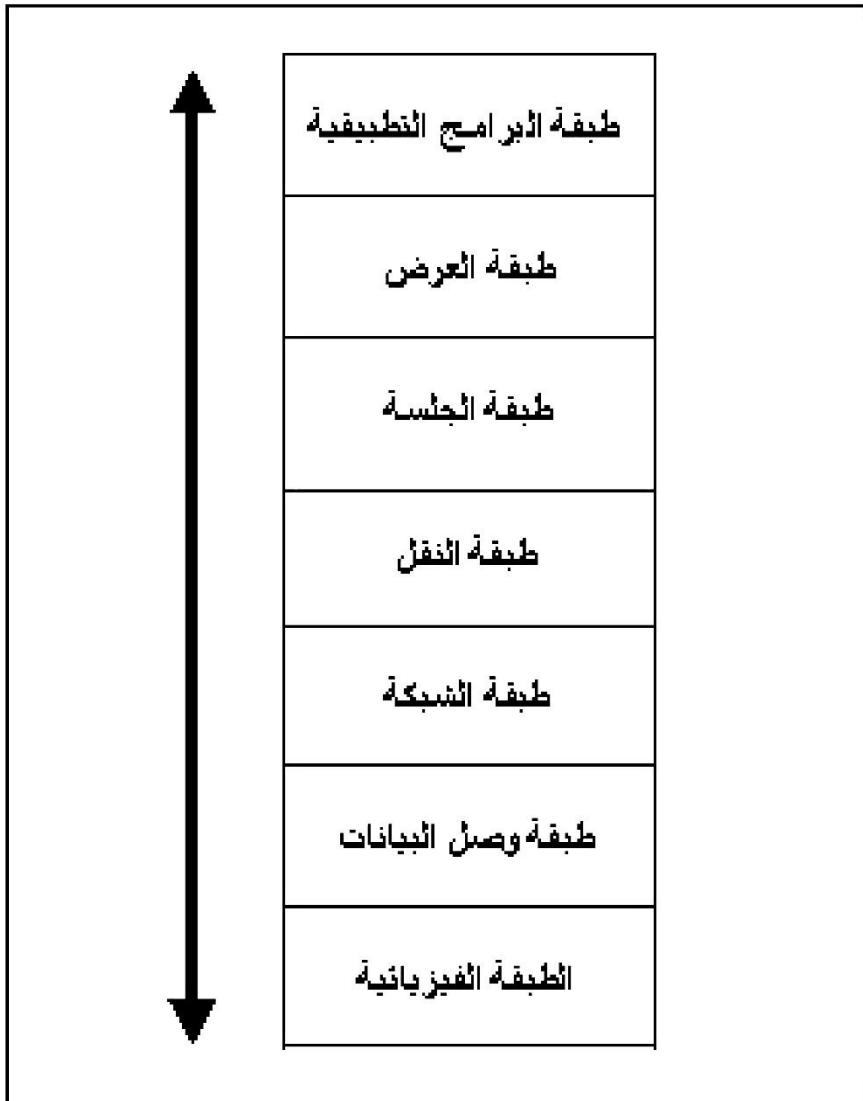 طبقة البرامج التطبيقية
طبقة العرض
طبقة الجلسة
طبقة النقل
طبقة الشبكة
طبقة وصل البيانات
الطبقة الفيزيائية